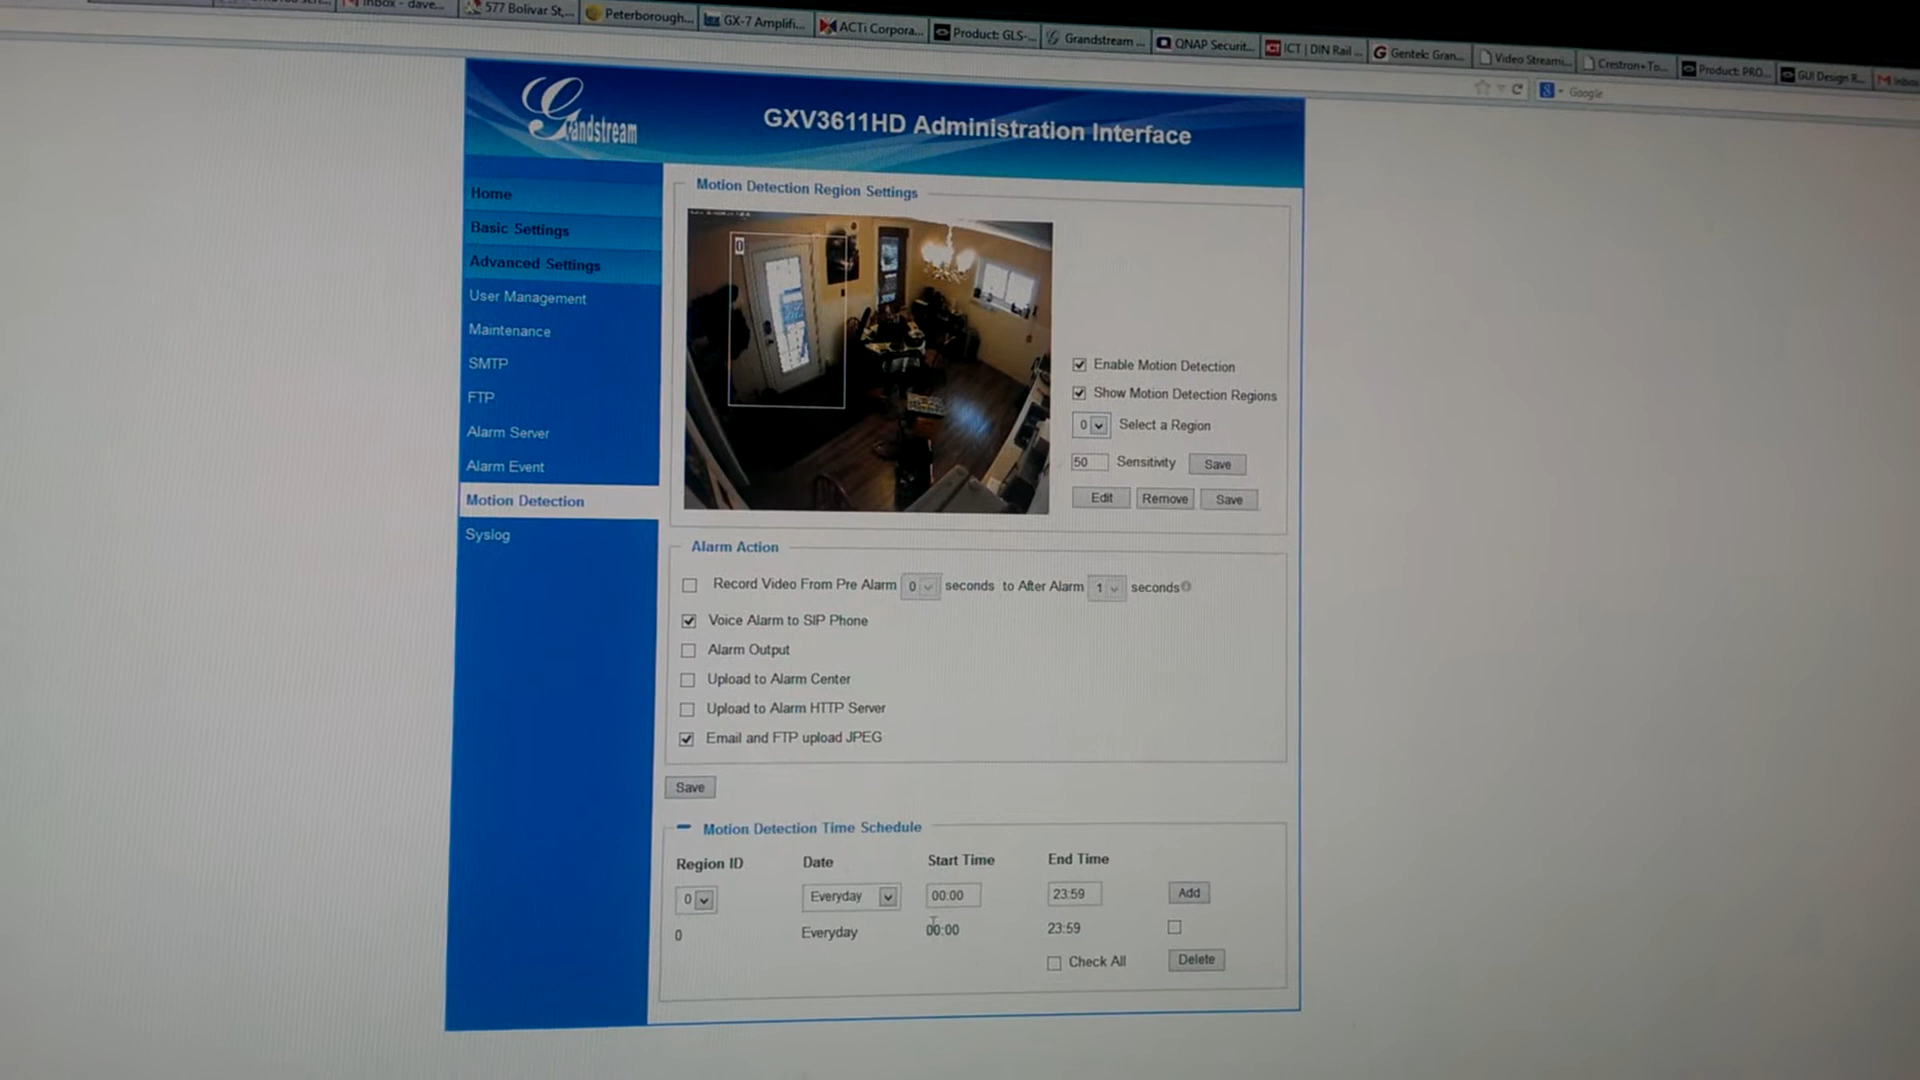 577 Bolivar St,...
Peterborough...
GX-7 Amplifi...
ACTi Corpora...
Product: GLS-...
Grandstream ...
QNAP Securit...
ICT | DIN Rail ...
Gentek: Gran...
Video Streami...
Crestron+To...
Product: PRO...
GUI Design R...
Inbox
Google
Grandstream
GXV3611HD Administration Interface
Home
Basic Settings
Advanced Settings
User Management
Maintenance
SMTP
FTP
Alarm Server
Alarm Event
Motion Detection
Syslog
Motion Detection Region Settings
0
Enable Motion Detection
Show Motion Detection Regions
0 Select a Region
50 Sensitivity Save
Edit Remove Save
Alarm Action
Record Video From Pre Alarm 0 seconds to After Alarm 1 seconds
Voice Alarm to SIP Phone
Alarm Output
Upload to Alarm Center
Upload to Alarm HTTP Server
Email and FTP upload JPEG
Save
Motion Detection Time Schedule
Region ID Date Start Time End Time
0 Everyday 00:00 23:59 Add
0 Everyday 00:00 23:59
Check All Delete